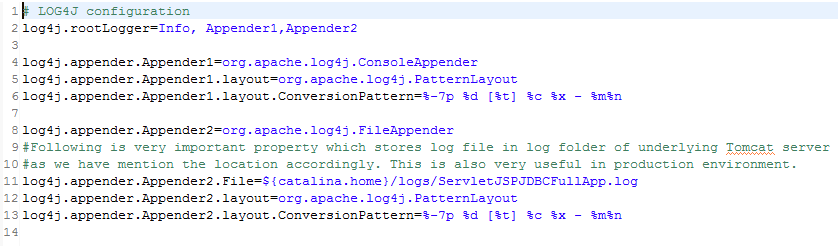 1 # LOG4J configuration
2 log4j.rootLogger=Info, Appender1,Appender2
3
4 log4j.appender.Appender1=org.apache.log4j.ConsoleAppender
5 log4j.appender.Appender1.layout=org.apache.log4j.PatternLayout
6 log4j.appender.Appender1.layout.ConversionPattern=%-7p %d [%t] %c %x - %m%n
7
8 log4j.appender.Appender2=org.apache.log4j.FileAppender
9 #Following is very important property which stores log file in log folder of underlying Tomcat server
10 #as we have mention the location accordingly. This is also very useful in production environment.
11 log4j.appender.Appender2.File=${catalina.home}/logs/ServletJSPJDBCFullApp.log
12 log4j.appender.Appender2.layout=org.apache.log4j.PatternLayout
13 log4j.appender.Appender2.layout.ConversionPattern=%-7p %d [%t] %c %x - %m%n
14